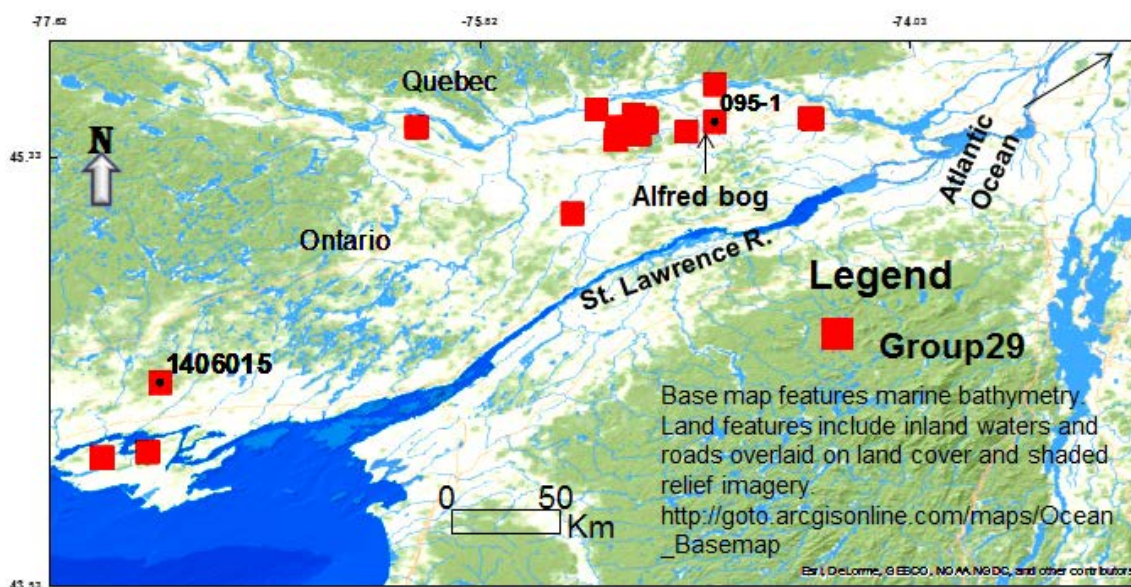 -77.62 -75.82 -74.03
Quebec
095-1
N
45.33
Alfred bog
Atlantic
Ocean
Ontario
St. Lawrence R.
Legend
Group29
1406015
Base map features marine bathymetry.
Land features include inland waters and
roads overlaid on land cover and shaded
relief imagery.
http://goto.arcgisonline.com/maps/Ocean
_Basemap
0 50
Km
Esri, DeLorme, GEBCO, NOAA NGDC, and other contributors